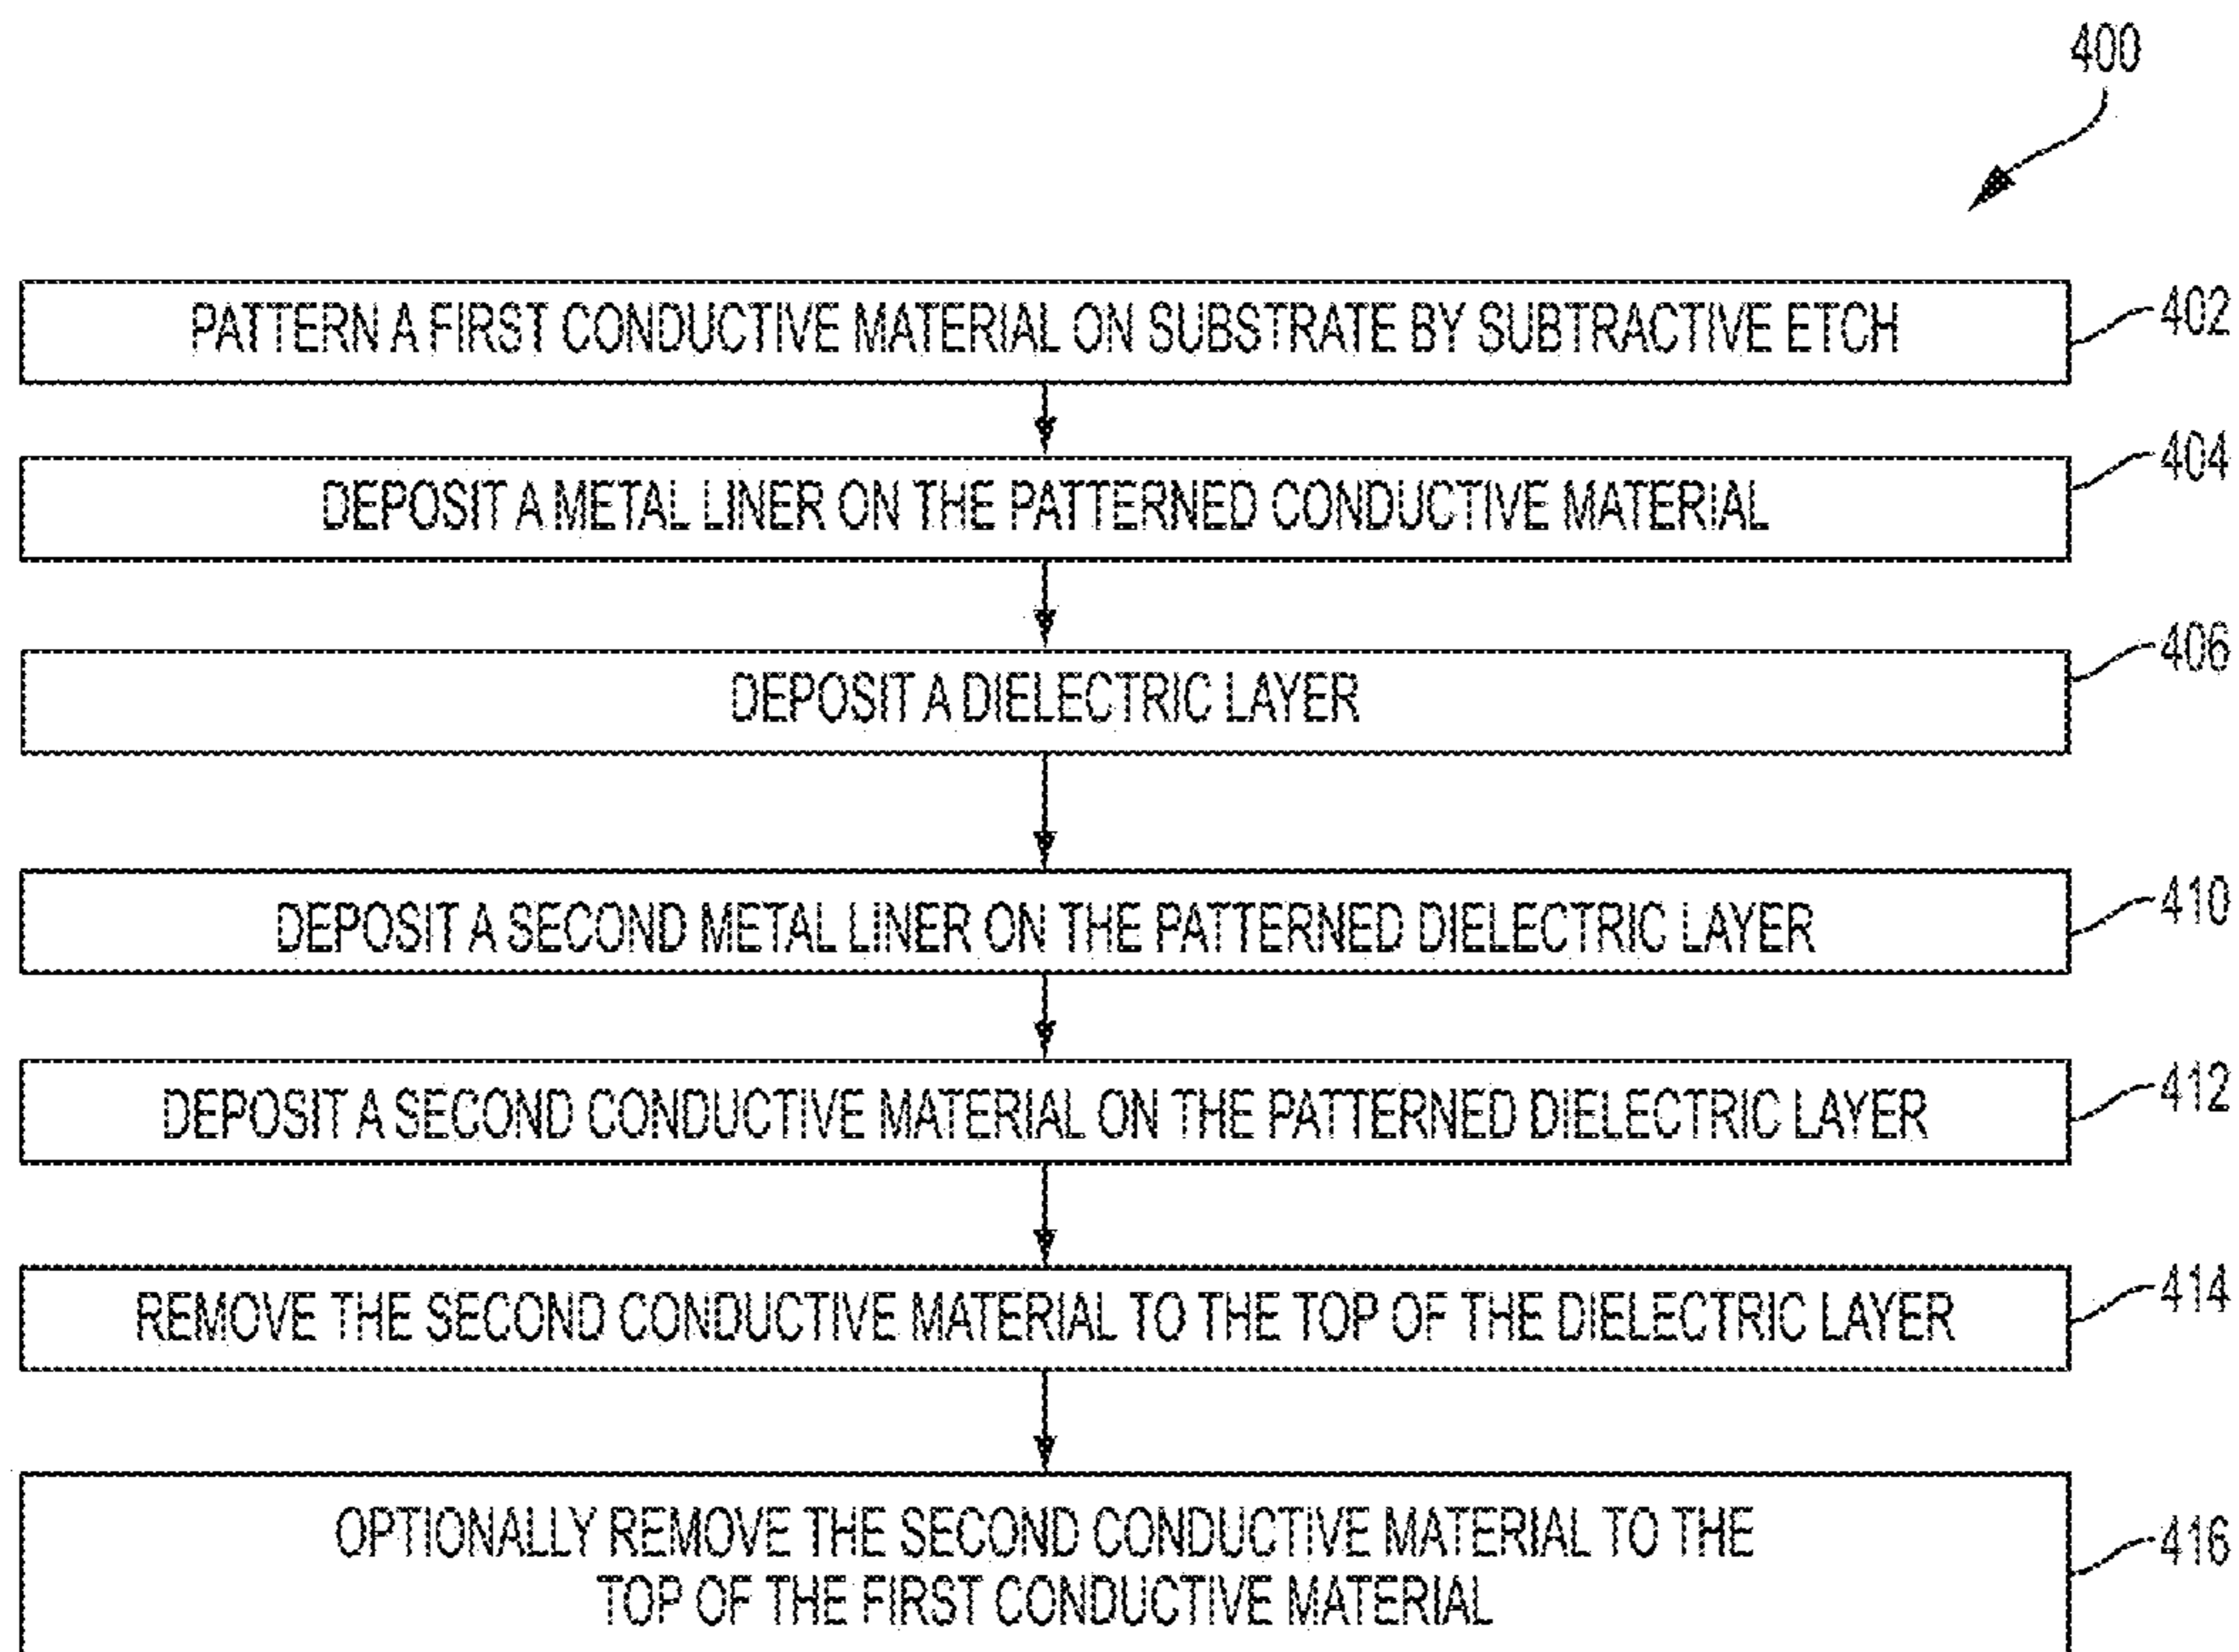 400
PATTERN A FIRST CONDUCTIVE MATERIAL ON SUBSTRATE BY SUBTRACTIVE ETCH
402
DEPOSIT A METAL LINER ON THE PATTERNED CONDUCTIVE MATERIAL
404
DEPOSIT A DIELECTRIC LAYER
406
DEPOSIT A SECOND METAL LINER ON THE PATTERNED DIELECTRIC LAYER
410
DEPOSIT A SECOND CONDUCTIVE MATERIAL ON THE PATTERNED DIELECTRIC LAYER
412
REMOVE THE SECOND CONDUCTIVE MATERIAL TO THE TOP OF THE DIELECTRIC LAYER
414
OPTIONALLY REMOVE THE SECOND CONDUCTIVE MATERIAL TO THE
TOP OF THE FIRST CONDUCTIVE MATERIAL
416